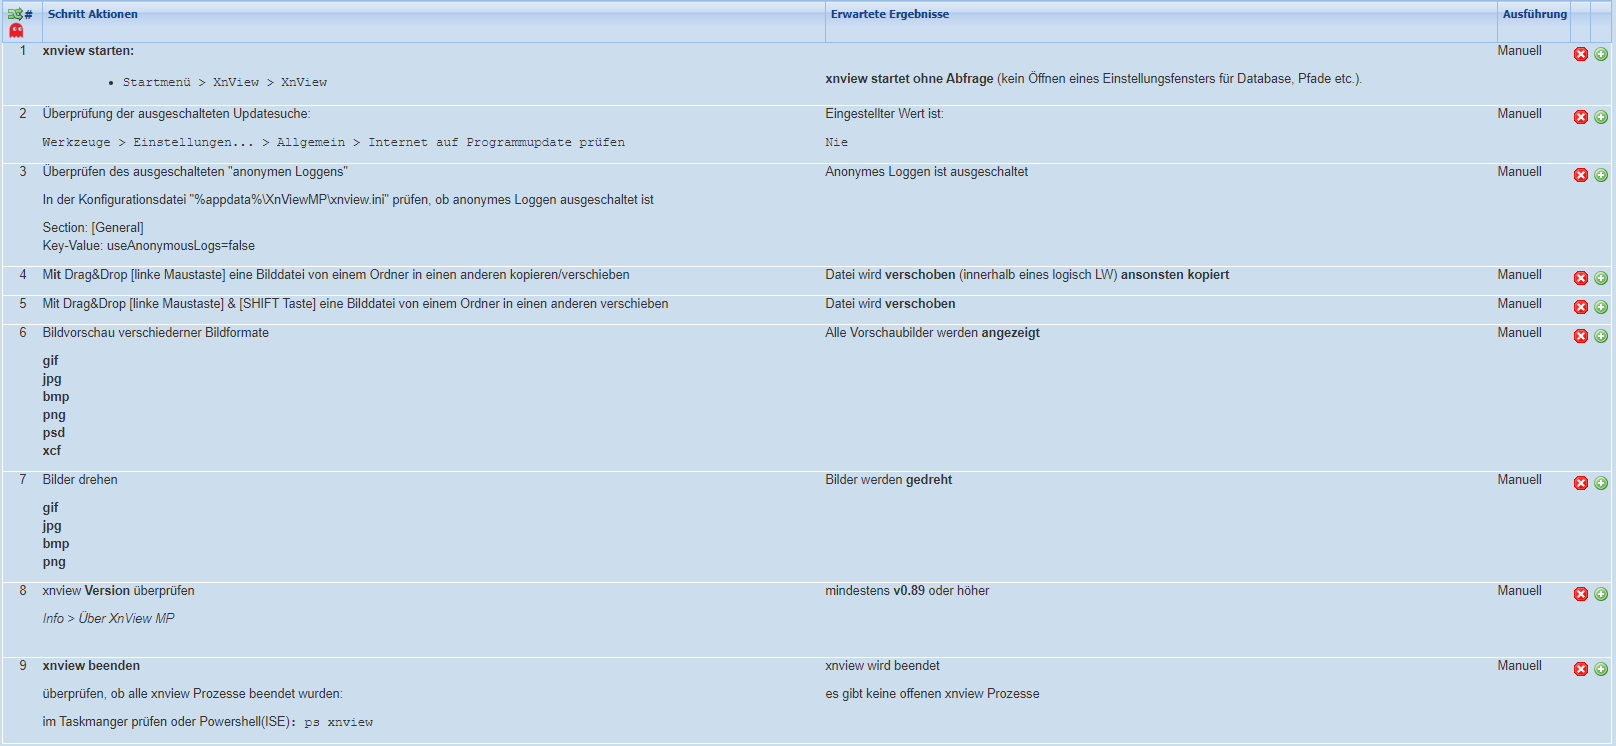 # Schritt Aktionen Erwartete Ergebnisse Ausführung
1 xnview starten: Manuell
• Startmenü > XnView > XnView
xnview startet ohne Abfrage (kein Öffnen eines Einstellungsfensters für Database, Pfade etc.).
2 Überprüfung der ausgeschalteten Updatesuche: Eingestellter Wert ist: Manuell
Werkzeuge > Einstellungen... > Allgemein > Internet auf Programmupdate prüfen Nie
3 Überprüfen des ausgeschalteten "anonymen Loggens" Anonymes Loggen ist ausgeschaltet Manuell
In der Konfigurationsdatei "%appdata%\XnViewMP\xnview.ini" prüfen, ob anonymes Loggen ausgeschaltet ist
Section: [General]
Key-Value: useAnonymousLogs=false
4 Mit Drag&Drop [linke Maustaste] eine Bilddatei von einem Ordner in einen anderen kopieren/verschieben Datei wird verschoben (innerhalb eines logisch LW) ansonsten kopiert Manuell
5 Mit Drag&Drop [linke Maustaste] & [SHIFT Taste] eine Bilddatei von einem Ordner in einen anderen verschieben Datei wird verschoben Manuell
6 Bildvorschau verschiederner Bildformate Alle Vorschaubilder werden angezeigt Manuell
gif
jpg
bmp
png
psd
xcf
7 Bilder drehen Bilder werden gedreht Manuell
gif
jpg
bmp
png
8 xnview Version überprüfen mindestens v0.89 oder höher Manuell
Info > Über XnView MP
9 xnview beenden xnview wird beendet Manuell
überprüfen, ob alle xnview Prozesse beendet wurden: es gibt keine offenen xnview Prozesse
im Taskmanger prüfen oder Powershell(ISE): ps xnview